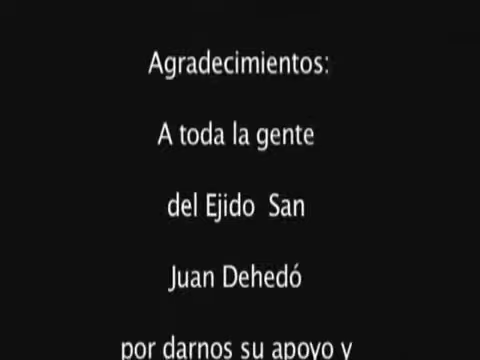 Agradecimientos:
A toda la gente
del Ejido  San
Juan Dehedó
por darnos su apoyo y